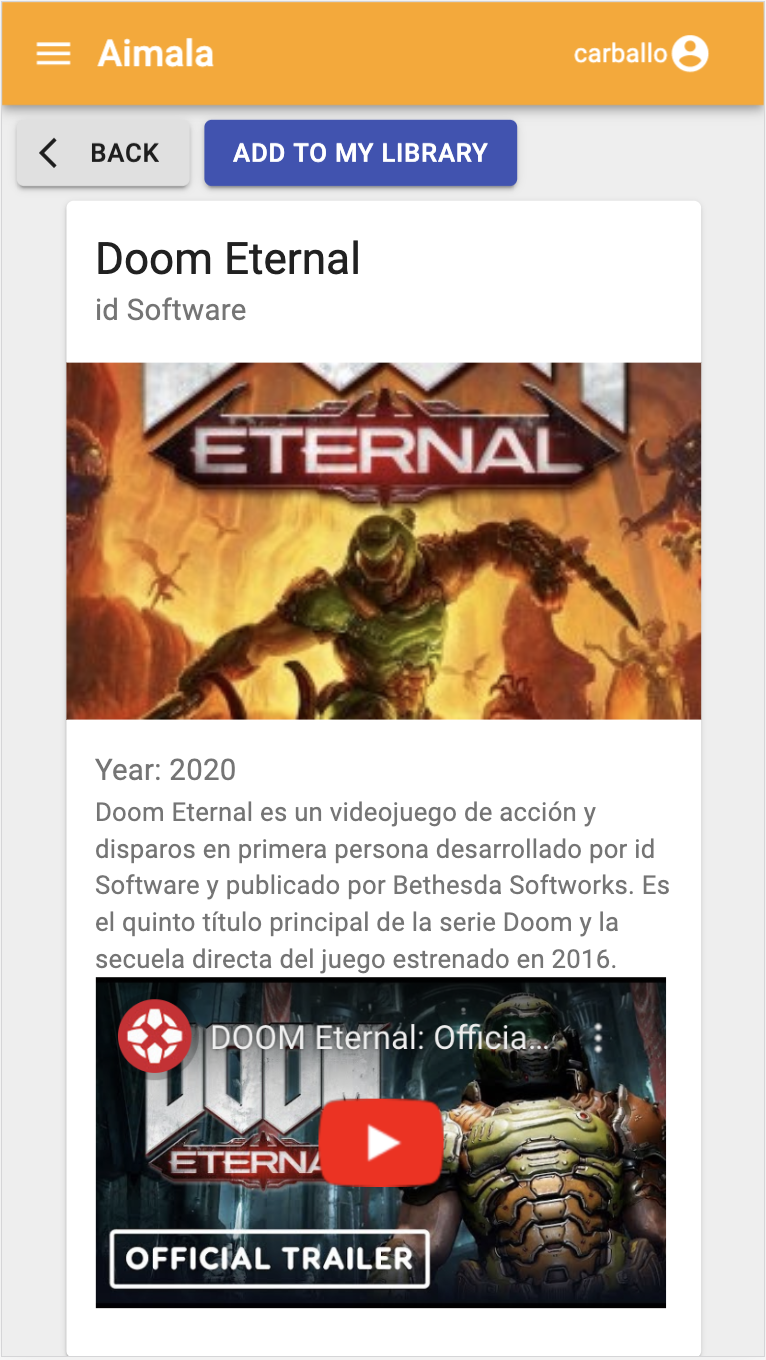 Aimala
carballo
BACK
ADD TO MY LIBRARY
Doom Eternal
id Software
ETERNAL
Year: 2020
Doom Eternal es un videojuego de acción y
disparos en primera persona desarrollado por id
Software y publicado por Bethesda Softworks. Es
el quinto título principal de la serie Doom y la
secuela directa del juego estrenado en 2016.
DOOM Eternal: Officia...
DOOM
ETERNA
OFFICIAL TRAILER